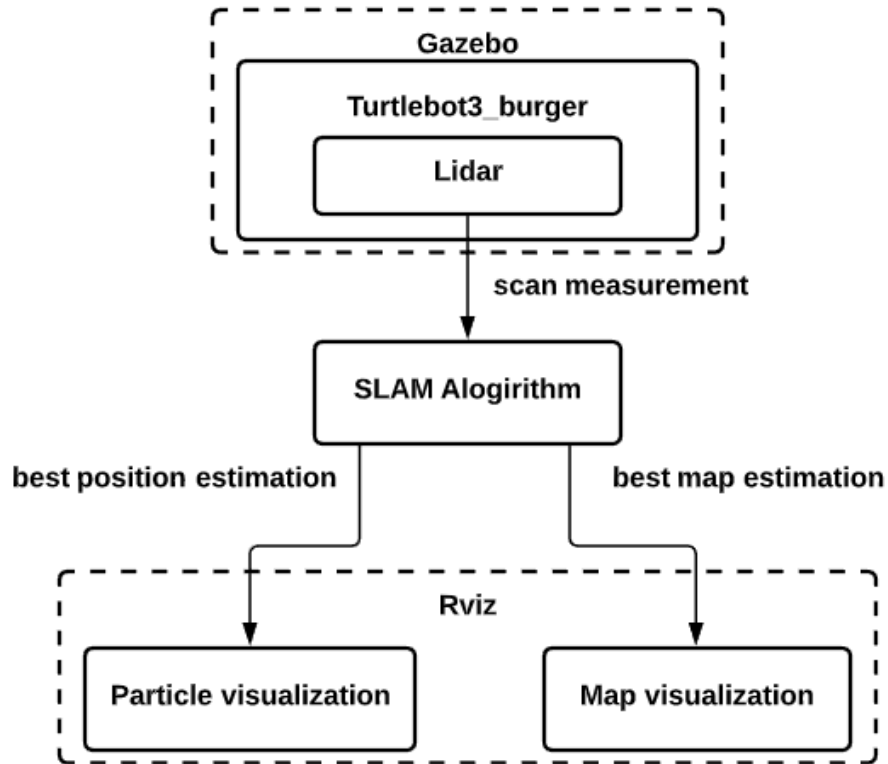 Gazebo
Turtlebot3_burger
Lidar
scan measurement
SLAM Alogirithm
best position estimation
best map estimation
Rviz
Particle visualization
Map visualization